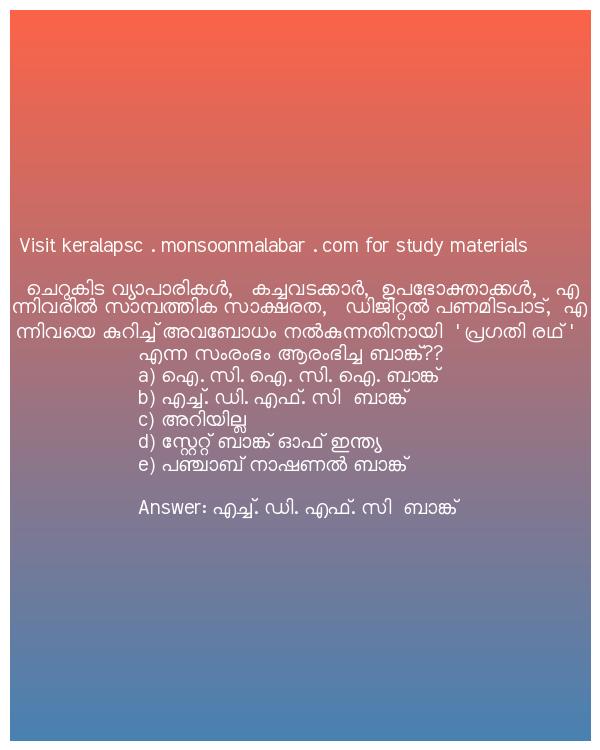 Visit keralapsc . monsoonmalabar . com for study materials
ചെറുകിട വ്യാപാരികൾ, കച്ചവടക്കാർ, ഉപഭോക്താക്കൾ, എ
ന്നിവരിൽ സാമ്പത്തിക സാക്ഷരത, ഡിജിറ്റൽ പണമിടപാട്, എ
ന്നിവയെ കുറിച്ച് അവബോധം നൽകുന്നതിനായി 'പ്രഗതി രഥ്'
എന്ന സംരംഭം ആരംഭിച്ച ബാങ്ക്??
a) ഐ. സി. ഐ. സി. ഐ. ബാങ്ക്
b) എച്ച്. ഡി. എഫ്. സി ബാങ്ക്
c) അറിയില്ല
d) സ്റ്റേറ്റ് ബാങ്ക് ഓഫ് ഇന്ത്യ
e) പഞ്ചാബ് നാഷണൽ ബാങ്ക്
Answer: എച്ച്. ഡി. എഫ്. സി ബാങ്ക്